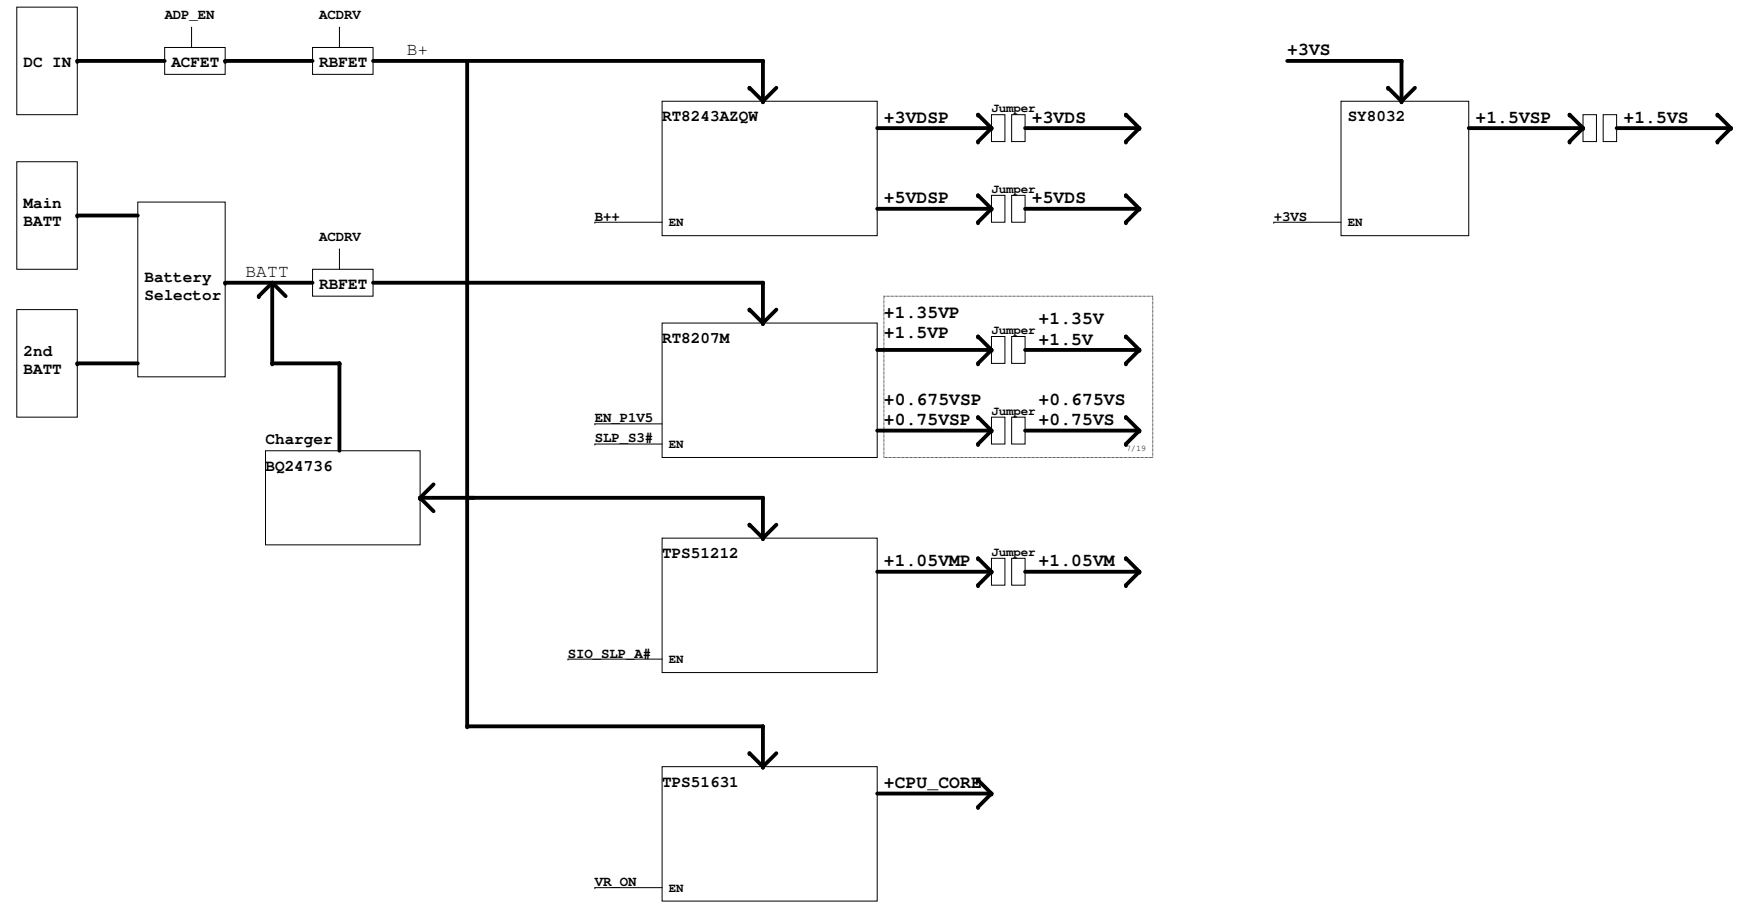 ADP_EN
ACDRV
DC IN
ACFET
RBFET
B+
RT8243AZQW
+3VDSP
Jumper
+3VDS
+5VDSP
Jumper
+5VDS
B++
EN
+3VS
SY8032
+1.5VSP
+1.5VS
+3VS
EN
Main
BATT
2nd
BATT
Battery
Selector
BATT
ACDRV
RBFET
RT8207M
+1.35VP
+1.5VP
Jumper
+1.35V
+1.5V
+0.675VSP
+0.75VSP
Jumper
+0.675VS
+0.75VS
7/19
EN_P1V5
SLP_S3#
EN
Charger
BQ24736
TPS51212
+1.05VMP
Jumper
+1.05VM
SIO_SLP_A#
EN
TPS51631
+CPU_CORE
VR_ON
EN